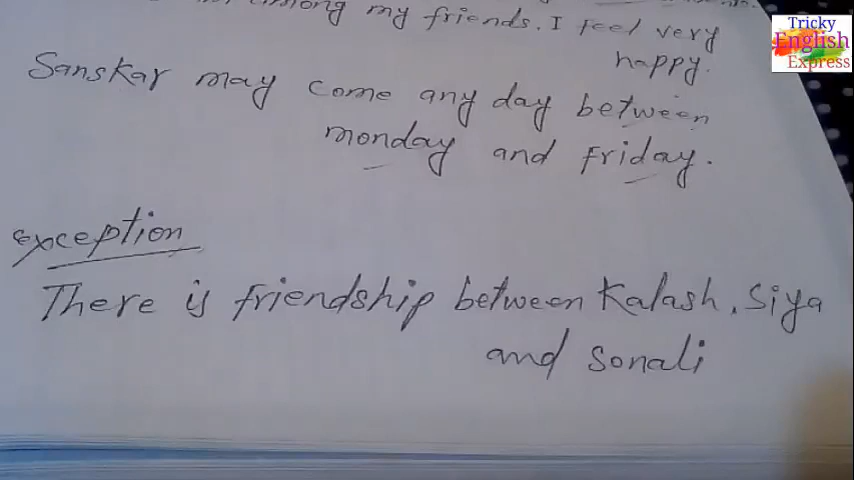 among my friends. I feel very
happy.
Sanskar may come any day between
monday and Friday.
exception
There is friendship between Kalash, Siya
and Sonali
Tricky
English
Express